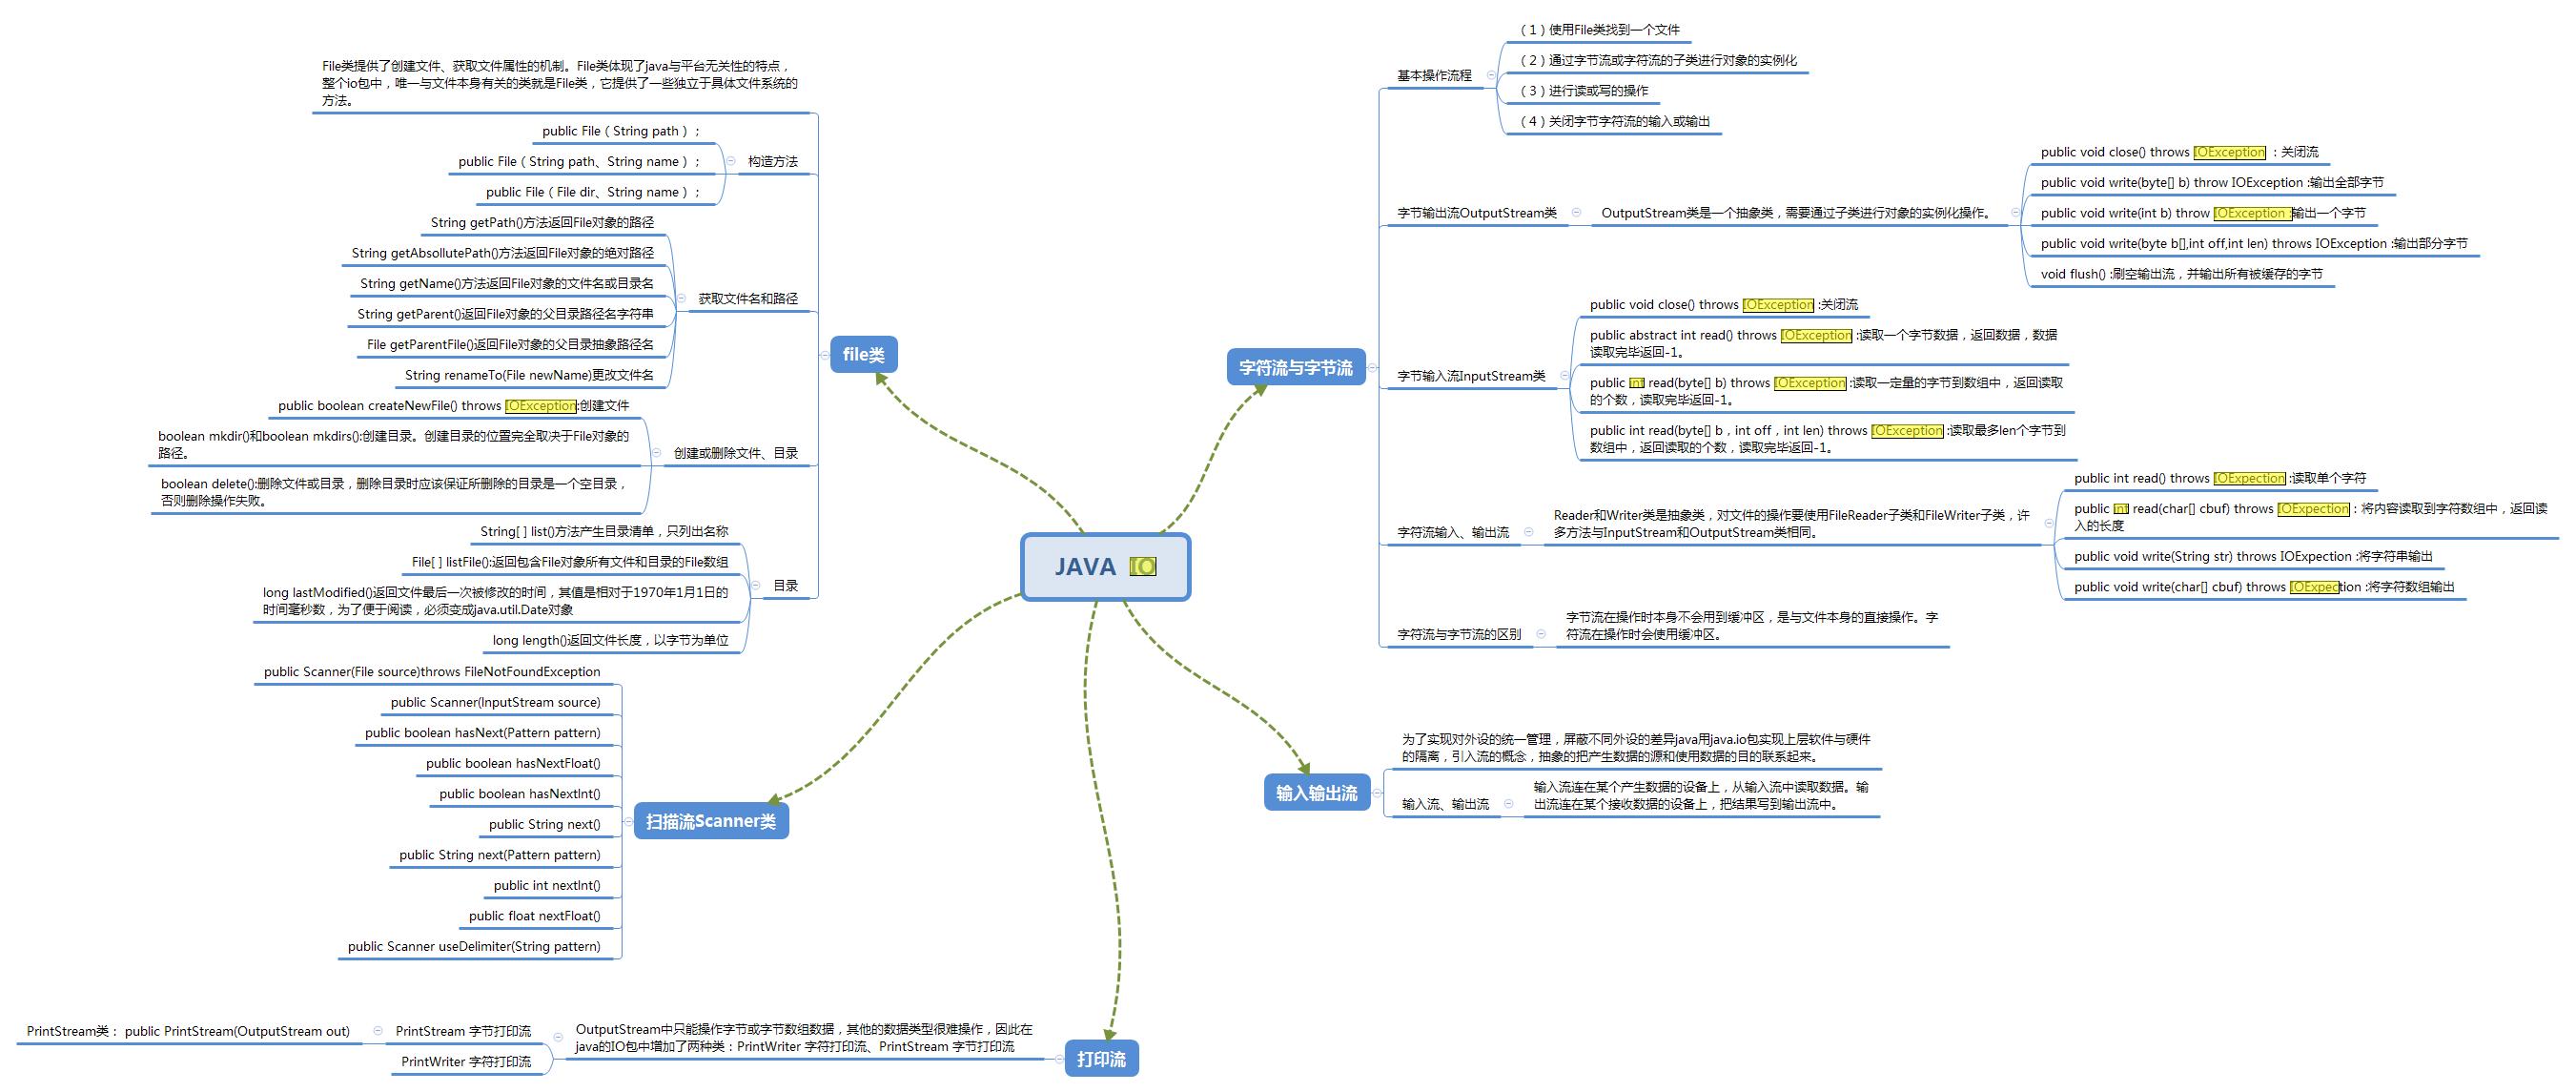 JAVA IO
file类
File类提供了创建文件、获取文件属性的机制。File类体现了java与平台无关性的特点，
整个io包中，唯一与文件本身有关的类就是File类，它提供了一些独立于具体文件系统的
方法。
构造方法
public File（String path）；
public File（String path、String name）；
public File（File dir、String name）；
获取文件名和路径
String getPath()方法返回File对象的路径
String getAbsollutePath()方法返回File对象的绝对路径
String getName()方法返回File对象的文件名或目录名
String getParent()返回File对象的父目录路径名字符串
File getParentFile()返回File对象的父目录抽象路径名
String renameTo(File newName)更改文件名
创建或删除文件、目录
public boolean createNewFile() throws IOException:创建文件
boolean mkdir()和boolean mkdirs():创建目录。创建目录的位置完全取决于File对象的
路径。
boolean delete():删除文件或目录，删除目录时应该保证所删除的目录是一个空目录，
否则删除操作失败。
目录
String[ ] list()方法产生目录清单，只列出名称
File[ ] listFile():返回包含File对象所有文件和目录的File数组
long lastModified()返回文件最后一次被修改的时间，其值是相对于1970年1月1日的
时间毫秒数，为了便于阅读，必须变成java.util.Date对象
long length()返回文件长度，以字节为单位
扫描流Scanner类
public Scanner(File source)throws FileNotFoundException
public Scanner(InputStream source)
public boolean hasNext(Pattern pattern)
public boolean hasNextFloat()
public boolean hasNextInt()
public String next()
public String next(Pattern pattern)
public int nextInt()
public float nextFloat()
public Scanner useDelimiter(String pattern)
打印流
OutputStream中只能操作字节或字节数组数据，其他的数据类型很难操作，因此在
java的IO包中增加了两种类：PrintWriter 字符打印流、PrintStream 字节打印流
PrintStream 字节打印流
PrintStream类： public PrintStream(OutputStream out)
PrintWriter 字符打印流
字符流与字节流
基本操作流程
（1）使用File类找到一个文件
（2）通过字节流或字符流的子类进行对象的实例化
（3）进行读或写的操作
（4）关闭字节字符流的输入或输出
字节输出流OutputStream类
OutputStream类是一个抽象类，需要通过子类进行对象的实例化操作。
public void close() throws IOException ：关闭流
public void write(byte[] b) throw IOException :输出全部字节
public void write(int b) throw IOException :输出一个字节
public void write(byte b[],int off,int len) throws IOException :输出部分字节
void flush() :刷空输出流，并输出所有被缓存的字节
字节输入流InputStream类
public void close() throws IOException :关闭流
public abstract int read() throws IOException :读取一个字节数据，返回数据，数据
读取完毕返回-1。
public int read(byte[] b) throws IOException :读取一定量的字节到数组中，返回读取
的个数，读取完毕返回-1。
public int read(byte[] b , int off , int len) throws IOException :读取最多len个字节到
数组中，返回读取的个数，读取完毕返回-1。
字符流输入、输出流
Reader和Writer类是抽象类，对文件的操作要使用FileReader子类和FileWriter子类，许
多方法与InputStream和OutputStream类相同。
public int read() throws IOExpection :读取单个字符
public int read(char[] cbuf) throws IOExpection : 将内容读取到字符数组中，返回读
入的长度
public void write(String str) throws IOExpection :将字符串输出
public void write(char[] cbuf) throws IOExpection :将字符数组输出
字符流与字节流的区别
字节流在操作时本身不会用到缓冲区，是与文件本身的直接操作。字
符流在操作时会使用缓冲区。
输入输出流
为了实现对外设的统一管理，屏蔽不同外设的差异java用java.io包实现上层软件与硬件
的隔离，引入流的概念，抽象的把产生数据的源和使用数据的目的联系起来。
输入流、输出流
输入流连在某个产生数据的设备上，从输入流中读取数据。输
出流连在某个接收数据的设备上，把结果写到输出流中。